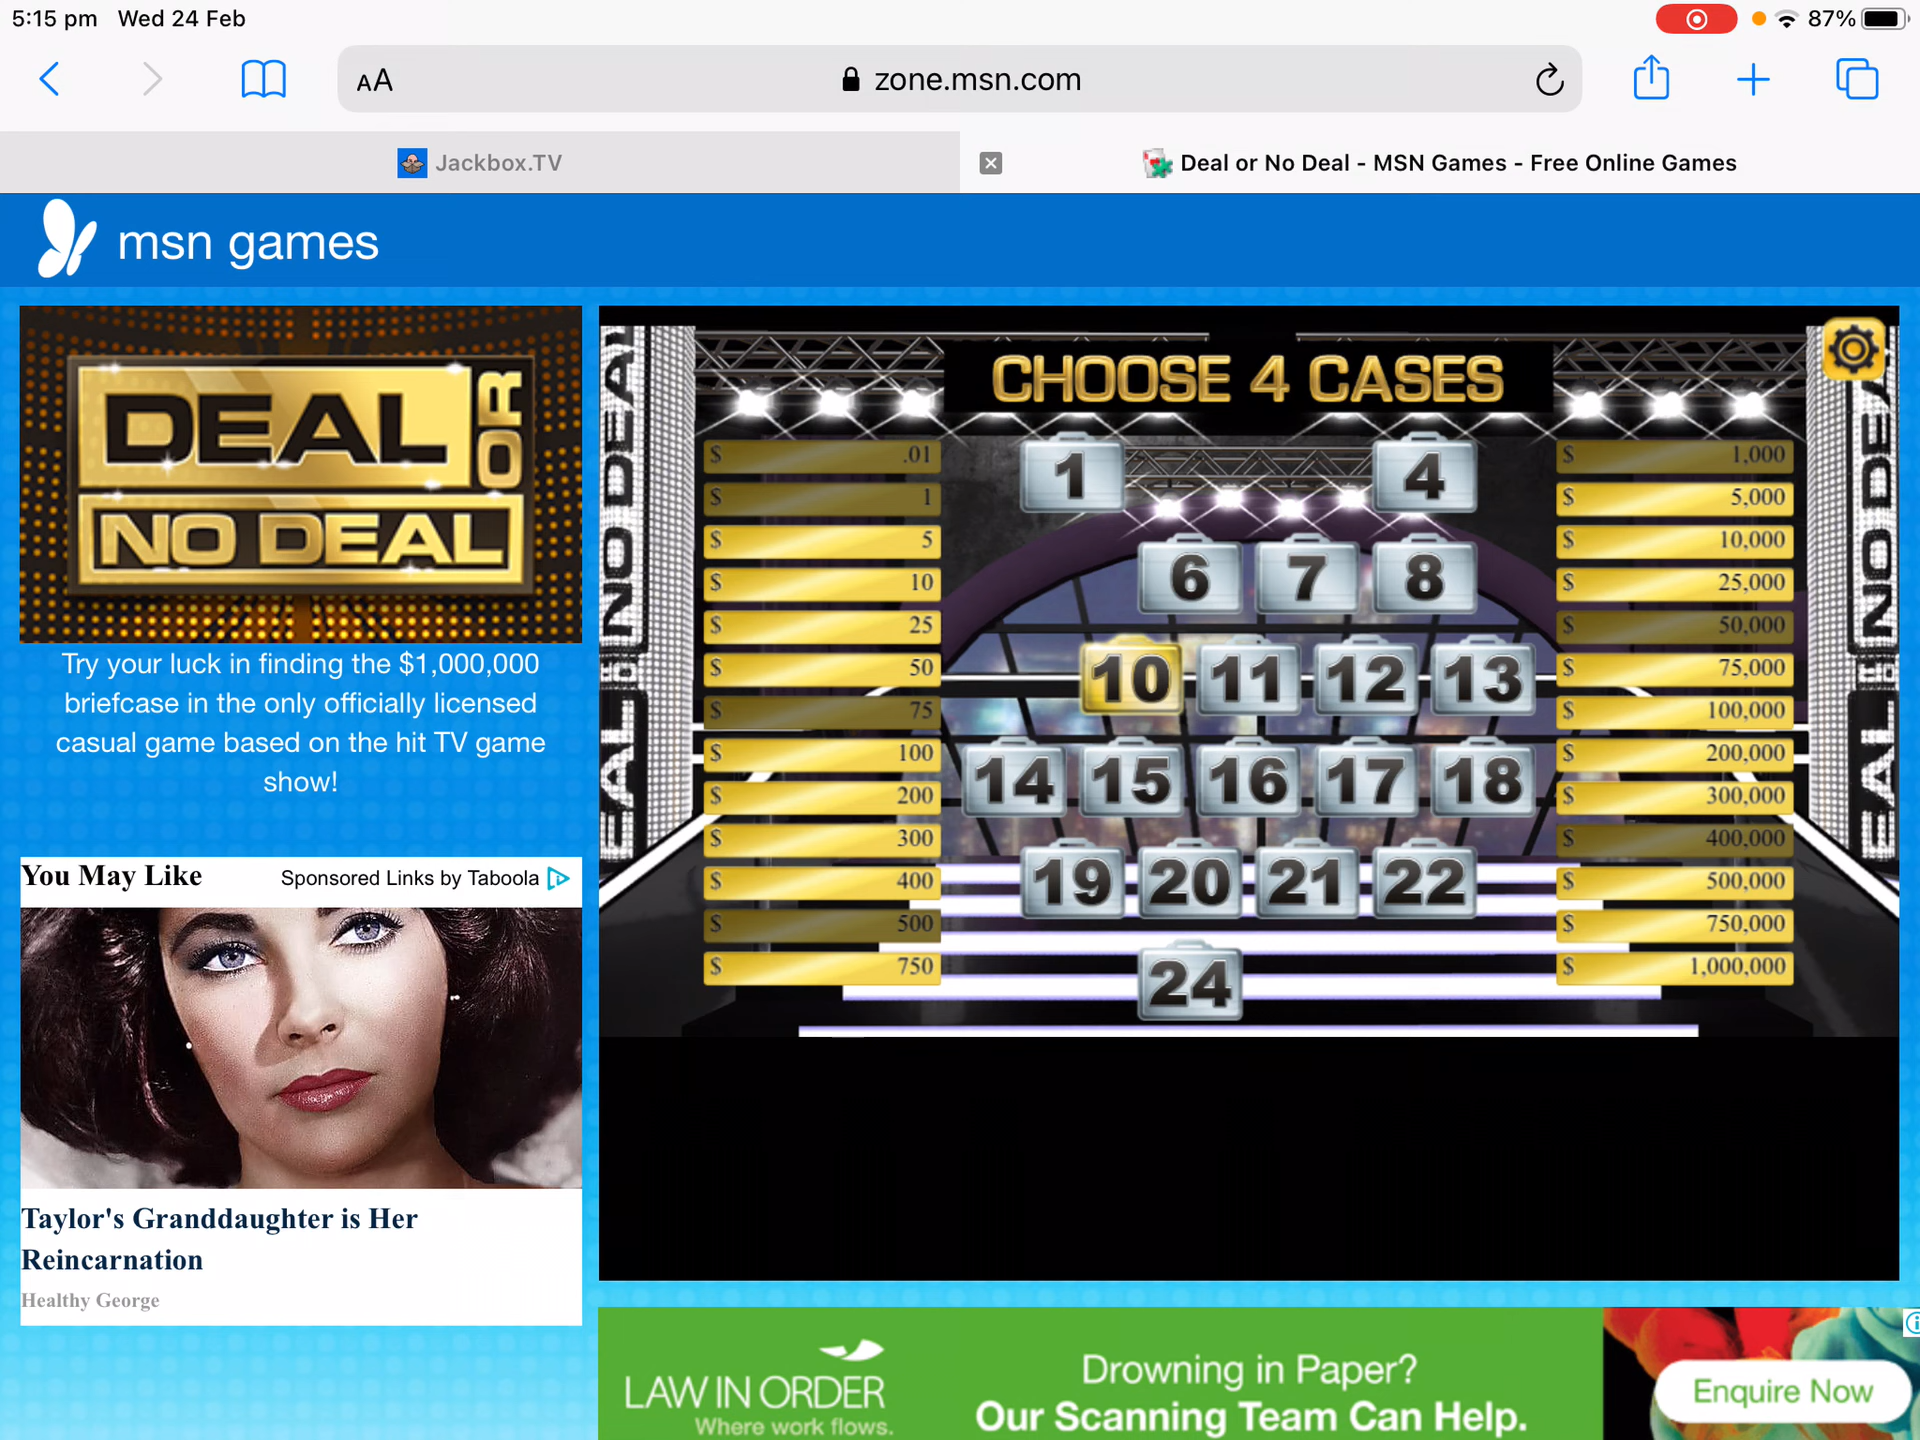 5:15 pm Wed 24 Feb
87%
AA
zone.msn.com
Jackbox.TV
Deal or No Deal - MSN Games - Free Online Games
msn games
DEAL
OR
NO DEAL
Try your luck in finding the $1,000,000
briefcase in the only officially licensed
casual game based on the hit TV game
show!
You May Like
Sponsored Links by Taboola
Taylor's Granddaughter is Her
Reincarnation
Healthy George
CHOOSE 4 CASES
$ .01
$ 1
$ 5
$ 10
$ 25
$ 50
$ 75
$ 100
$ 200
$ 300
$ 400
$ 500
$ 750
1 4
6 7 8
10 11 12 13
14 15 16 17 18
19 20 21 22
24
$ 1,000
$ 5,000
$ 10,000
$ 25,000
$ 50,000
$ 75,000
$ 100,000
$ 200,000
$ 300,000
$ 400,000
$ 500,000
$ 750,000
$ 1,000,000
NO DEAL
EAL
NO DEA
EAL
LAW IN ORDER
Where work flows.
Drowning in Paper?
Our Scanning Team Can Help.
Enquire Now